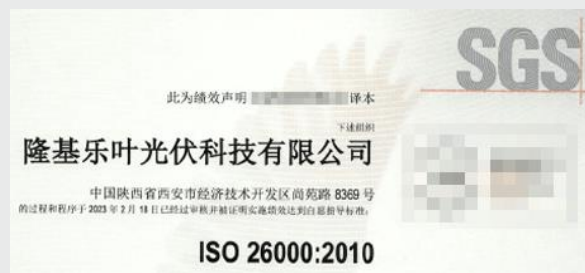 SGS
此为绩效声明
译本
下述组织
隆基乐叶光伏科技有限公司
中国陕西省西安市经济技术开发区尚苑路 8369 号
的过程和程序于 2023 年 2 月 18 日已经过审核并被证明实施绩效达到自愿指导标准:
ISO 26000:2010